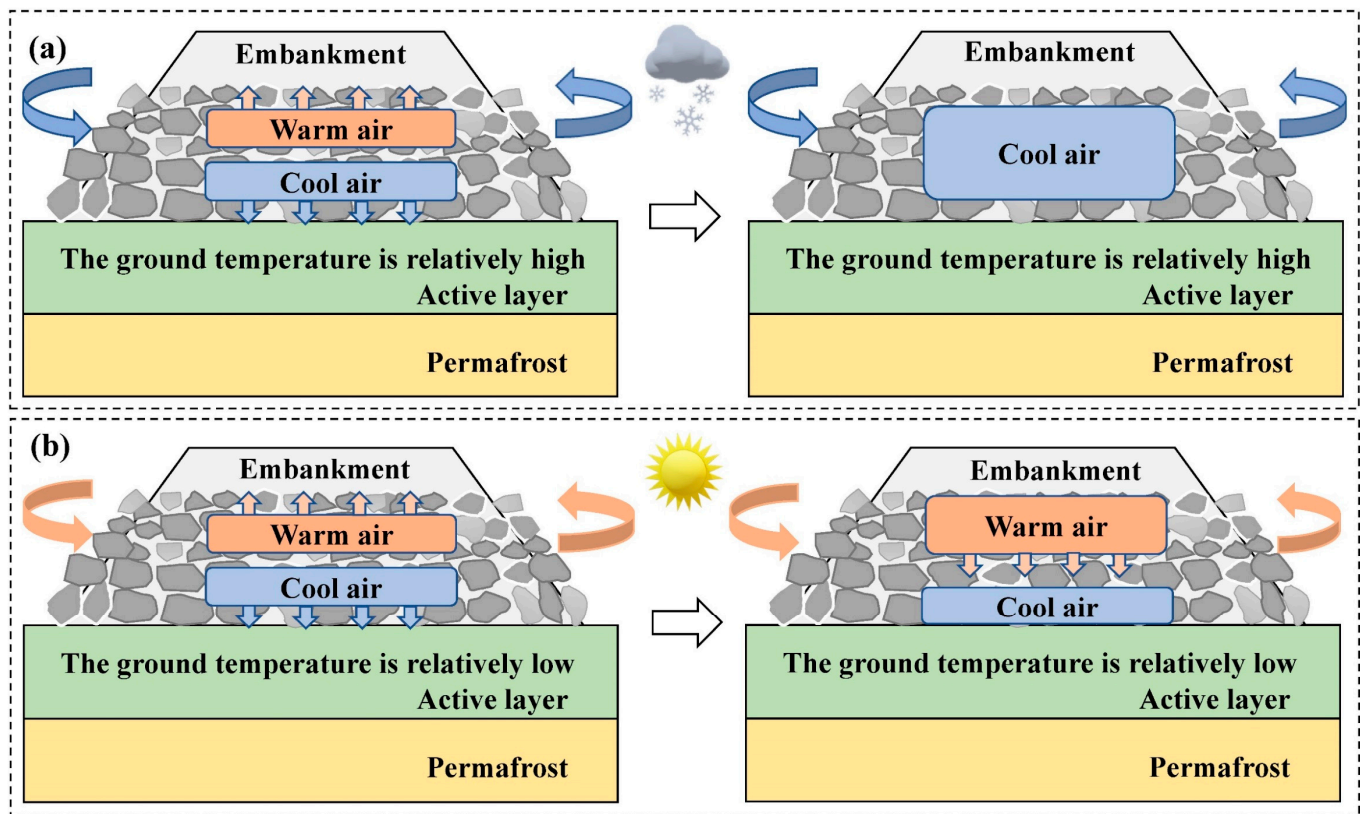 (a)
Embankment
Warm air
Cool air
The ground temperature is relatively high
Active layer
Permafrost
Embankment
Cool air
The ground temperature is relatively high
Active layer
Permafrost
(b)
Embankment
Warm air
Cool air
The ground temperature is relatively low
Active layer
Permafrost
Embankment
Warm air
Cool air
The ground temperature is relatively low
Active layer
Permafrost